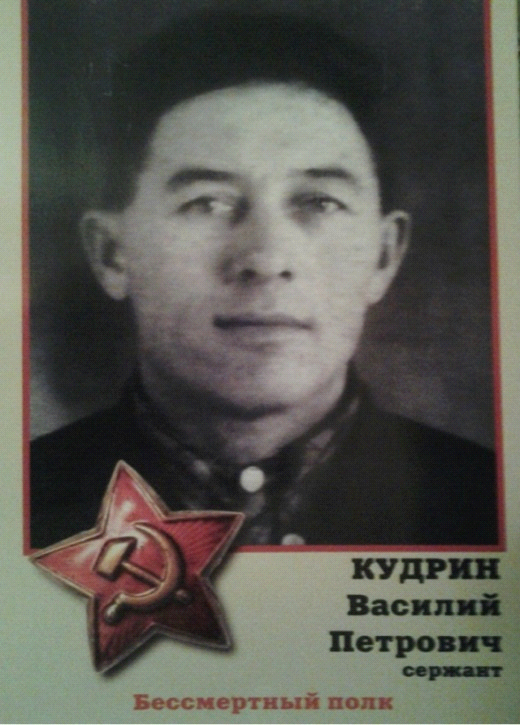 КУДРИН
Василий
Петрович
сержант
Бессмертный полк